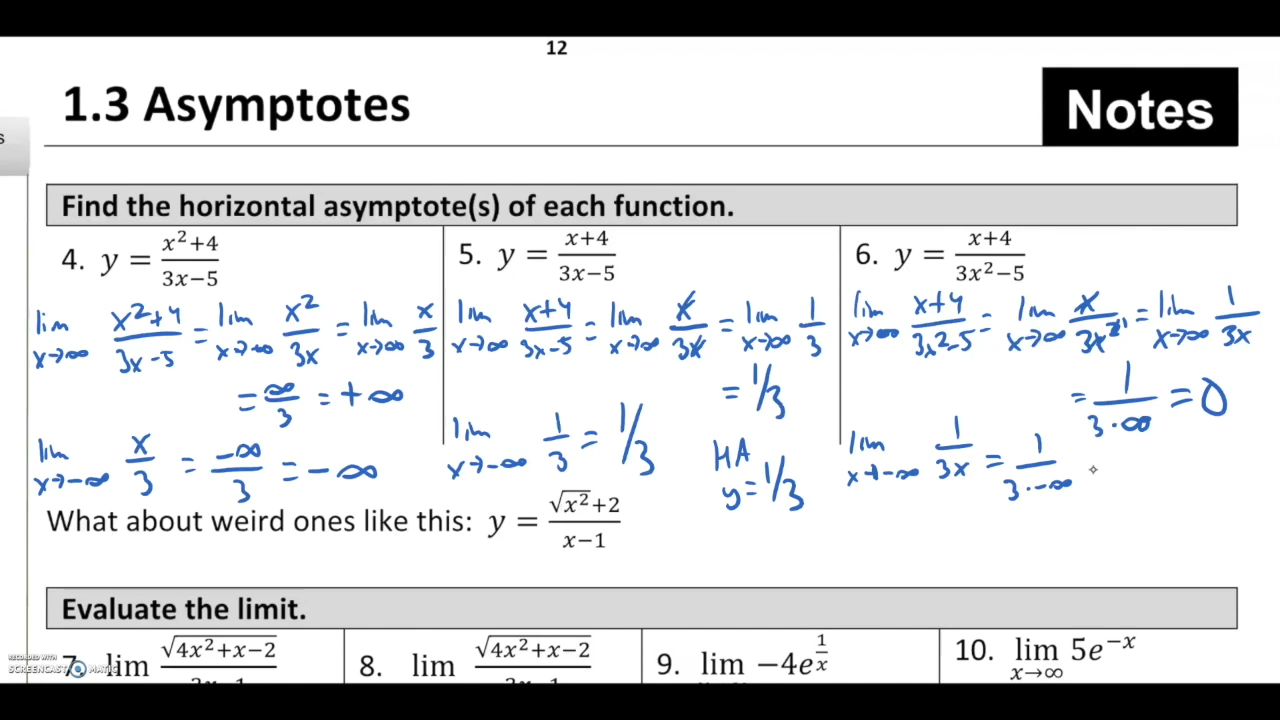 12
1.3 Asymptotes
Notes
s
Find the horizontal asymptote(s) of each function.
4. y = (x²+4)/(3x−5)
lim x→∞ (x²+4)/(3x−5) = lim x→∞ x²/3x = lim x→∞ x/3
= ∞/3 = +∞
lim x→−∞ x/3 = −∞/3 = −∞
5. y = (x+4)/(3x−5)
lim x→∞ (x+4)/(3x−5) = lim x→∞ x/3x = lim x→∞ 1/3
= 1/3
lim x→−∞ 1/3 = 1/3
HA
y = 1/3
6. y = (x+4)/(3x²−5)
lim x→∞ (x+4)/(3x²−5) = lim x→∞ x/3x² 1 = lim x→∞ 1/3x
= 1/(3·∞) = 0
lim x→−∞ 1/3x = 1/(3·−∞)
What about weird ones like this: y = (√x²+2)/(x−1)
Evaluate the limit.
7. lim √(4x²+x−2)
8. lim √(4x²+x−2)
9. lim −4e^(1/x)
10. lim x→∞ 5e^(−x)
RECORDED WITH
SCREENCAST MATIC